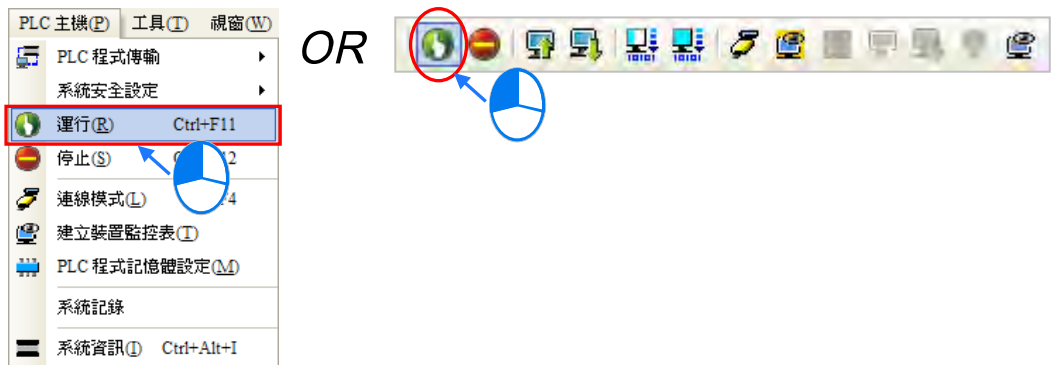 PLC 主機(P) 工具(T) 視窗(W)
PLC 程式傳輸
系統安全設定
運行(R) Ctrl+F11
停止(S)
連線模式(L)
建立裝置監控表(T)
PLC 程式記憶體設定(M)
系統記錄
系統資訊(I) Ctrl+Alt+I
OR